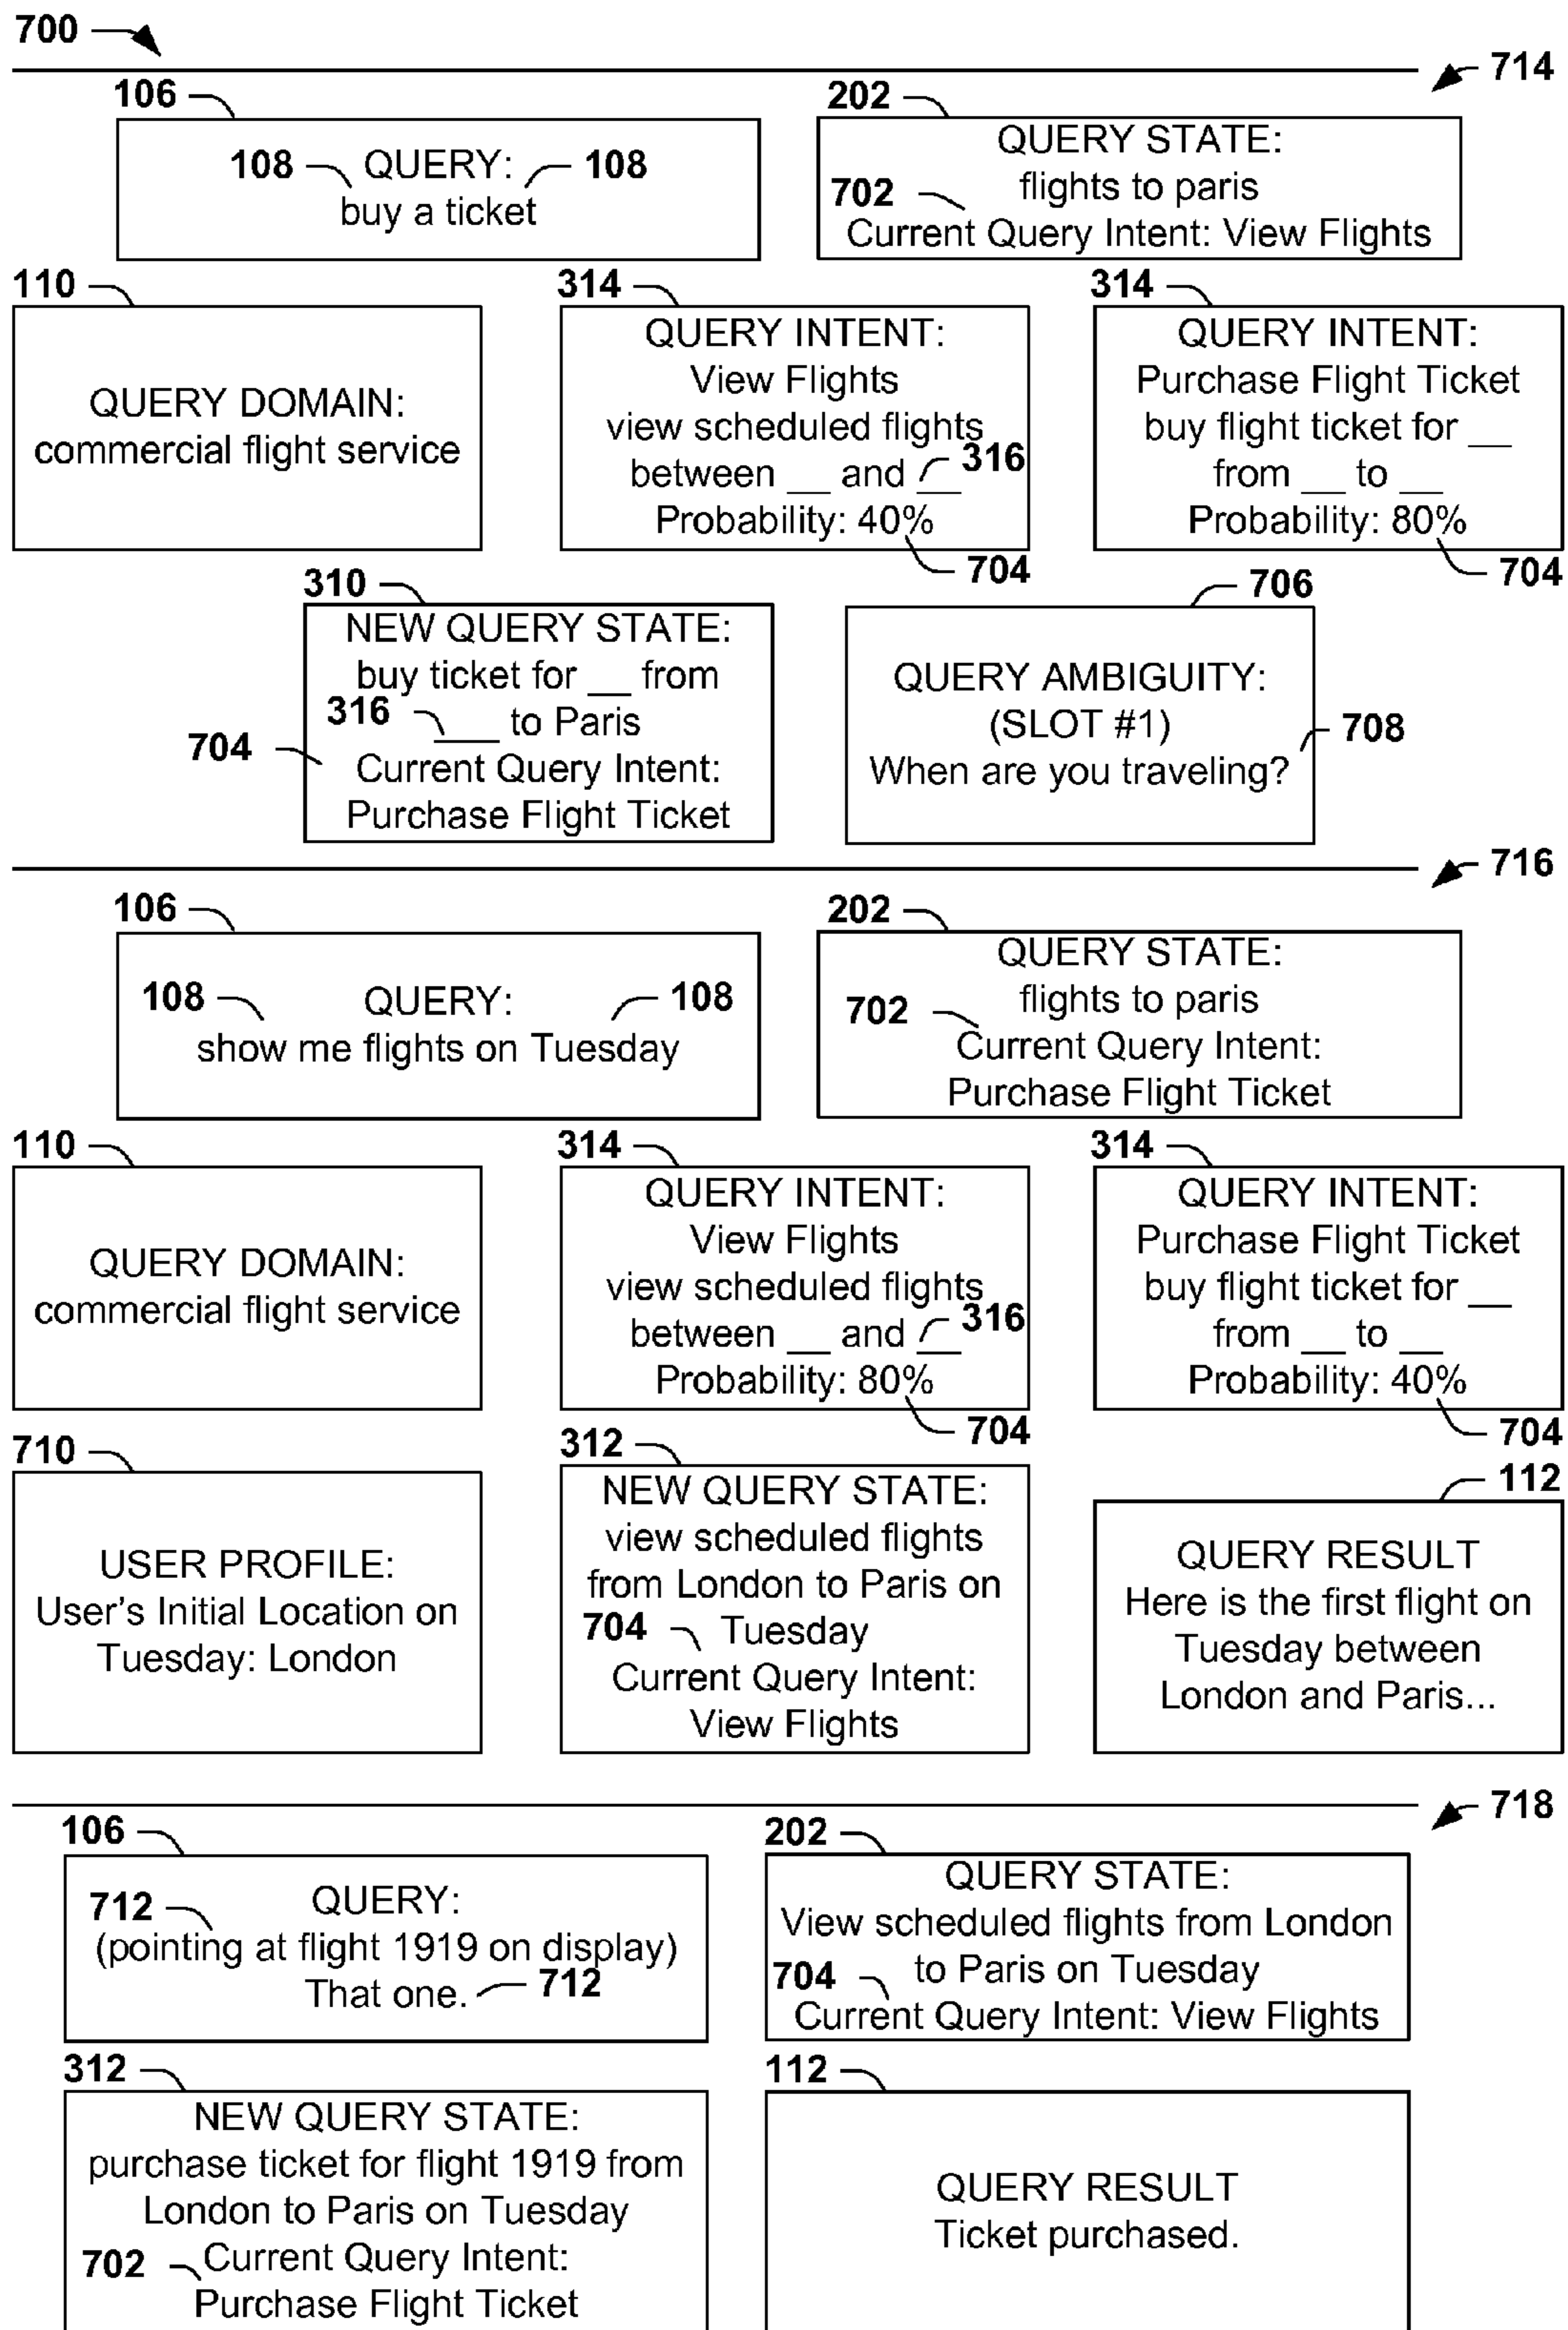 700
714
106
202
108 QUERY: 108
buy a ticket
QUERY STATE:
flights to paris
702
Current Query Intent: View Flights
110
314
314
QUERY DOMAIN:
commercial flight service
QUERY INTENT:
View Flights
view scheduled flights
between __ and __
316
Probability: 40%
704
QUERY INTENT:
Purchase Flight Ticket
buy flight ticket for __
from __ to __
Probability: 80%
704
310
706
NEW QUERY STATE:
buy ticket for __ from
316
___ to Paris
704
Current Query Intent:
Purchase Flight Ticket
QUERY AMBIGUITY:
(SLOT #1)
708
When are you traveling?
716
106
202
108 QUERY: 108
show me flights on Tuesday
QUERY STATE:
flights to paris
702
Current Query Intent:
Purchase Flight Ticket
110
314
314
QUERY DOMAIN:
commercial flight service
QUERY INTENT:
View Flights
view scheduled flights
between __ and __
316
Probability: 80%
704
QUERY INTENT:
Purchase Flight Ticket
buy flight ticket for __
from __ to __
Probability: 40%
704
710
312
112
USER PROFILE:
User's Initial Location on
Tuesday: London
NEW QUERY STATE:
view scheduled flights
from London to Paris on
704
Tuesday
Current Query Intent:
View Flights
QUERY RESULT
Here is the first flight on
Tuesday between
London and Paris...
718
106
202
712
QUERY:
(pointing at flight 1919 on display)
That one.
712
QUERY STATE:
View scheduled flights from London
to Paris on Tuesday
704
Current Query Intent: View Flights
312
112
NEW QUERY STATE:
purchase ticket for flight 1919 from
London to Paris on Tuesday
702
Current Query Intent:
Purchase Flight Ticket
QUERY RESULT
Ticket purchased.